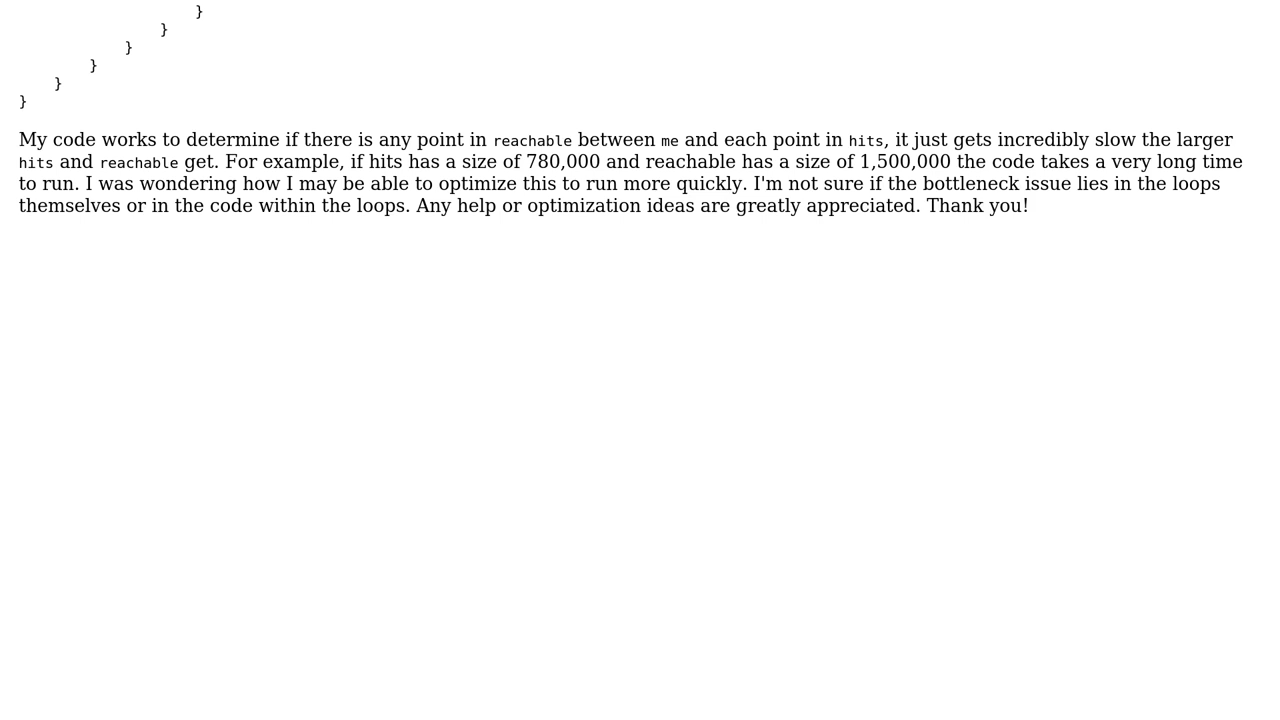 }
}
}
}
}
}
My code works to determine if there is any point in reachable between me and each point in hits, it just gets incredibly slow the larger
hits and reachable get. For example, if hits has a size of 780,000 and reachable has a size of 1,500,000 the code takes a very long time
to run. I was wondering how I may be able to optimize this to run more quickly. I'm not sure if the bottleneck issue lies in the loops
themselves or in the code within the loops. Any help or optimization ideas are greatly appreciated. Thank you!